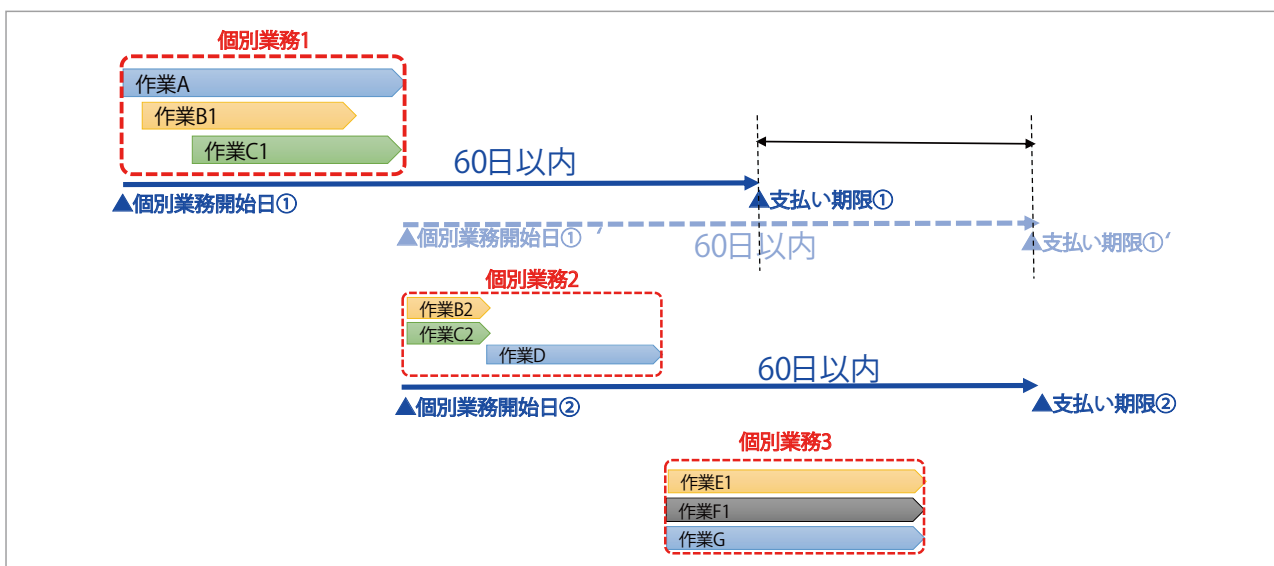 個別業務1
作業A
作業B1
作業C1
60日以内
▲個別業務開始日①
▲支払い期限①
▲個別業務開始日①′
60日以内
▲支払い期限①′
個別業務2
作業B2
作業C2
作業D
60日以内
▲個別業務開始日②
▲支払い期限②
個別業務3
作業E1
作業F1
作業G